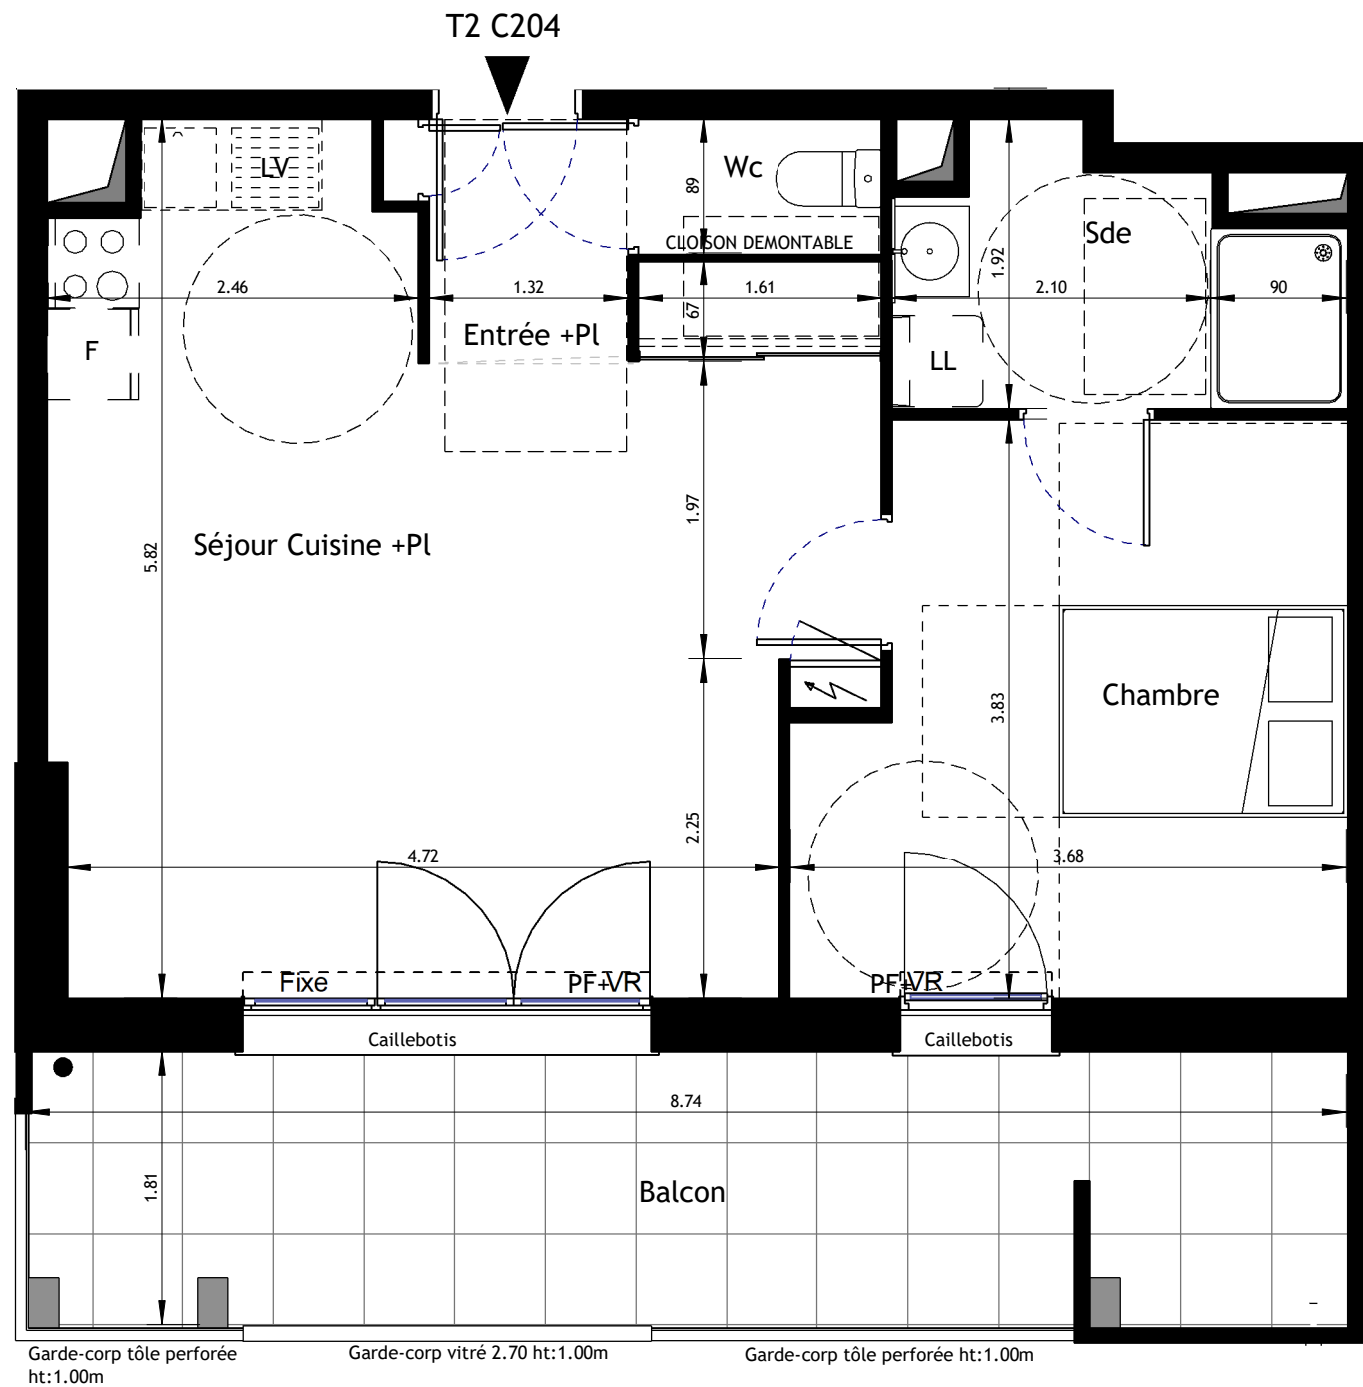 T2 C204
LV
Wc
89
CLOISON DEMONTABLE
Sde
1.92
2.46
1.32
1.61
2.10
90
67
Entrée +Pl
F
LL
1.97
Séjour Cuisine +Pl
5.82
Chambre
3.83
2.25
4.72
3.68
Fixe
PF+VR
PF+VR
Caillebotis
Caillebotis
8.74
1.81
Balcon
Garde-corp tôle perforée
ht:1.00m
Garde-corp vitré 2.70 ht:1.00m
Garde-corp tôle perforée ht:1.00m